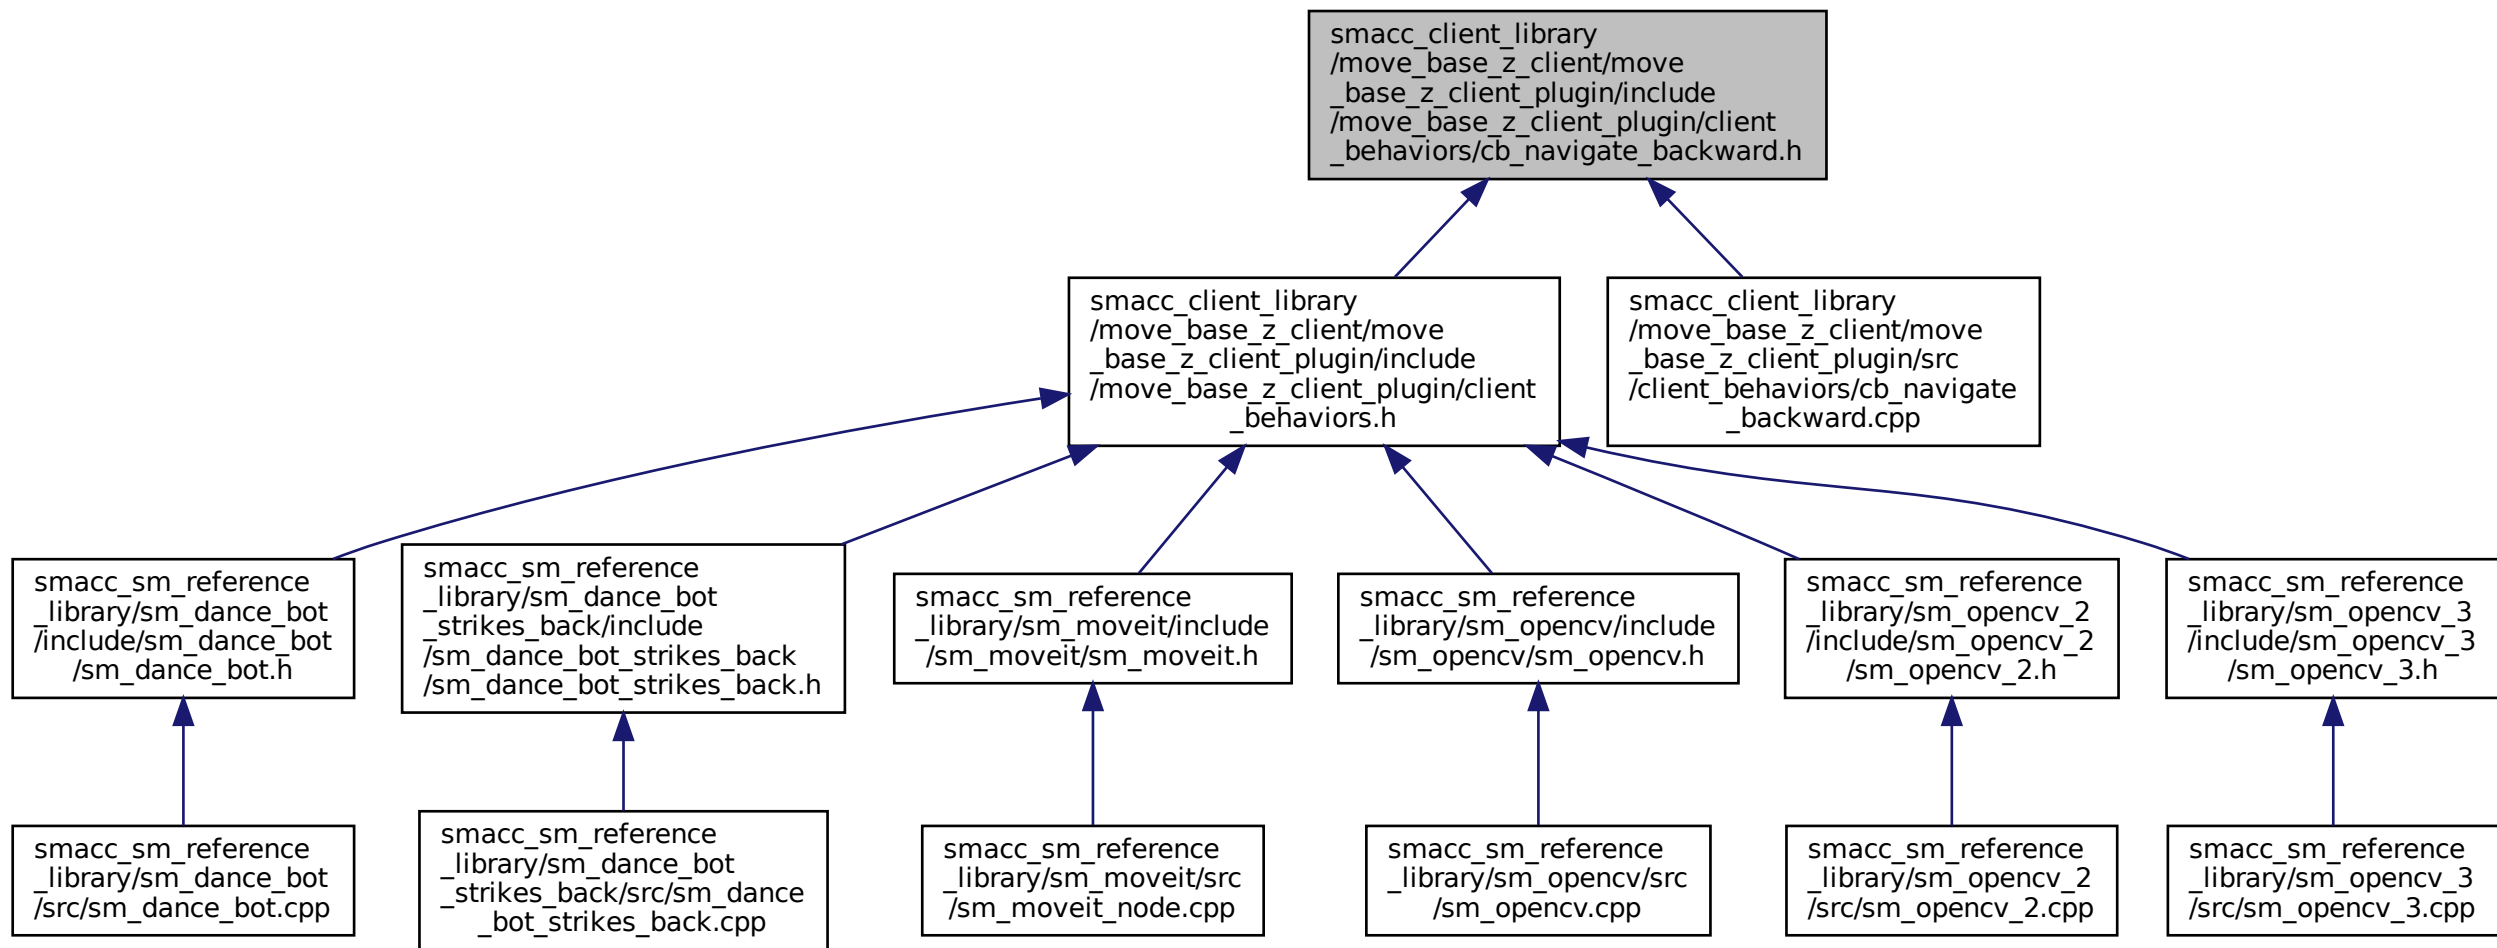 smacc_client_library
/move_base_z_client/move
_base_z_client_plugin/include
/move_base_z_client_plugin/client
_behaviors/cb_navigate_backward.h
smacc_client_library
/move_base_z_client/move
_base_z_client_plugin/include
/move_base_z_client_plugin/client
_behaviors.h
smacc_client_library
/move_base_z_client/move
_base_z_client_plugin/src
/client_behaviors/cb_navigate
_backward.cpp
smacc_sm_reference
_library/sm_dance_bot
/include/sm_dance_bot
/sm_dance_bot.h
smacc_sm_reference
_library/sm_dance_bot
_strikes_back/include
/sm_dance_bot_strikes_back
/sm_dance_bot_strikes_back.h
smacc_sm_reference
_library/sm_moveit/include
/sm_moveit/sm_moveit.h
smacc_sm_reference
_library/sm_opencv/include
/sm_opencv/sm_opencv.h
smacc_sm_reference
_library/sm_opencv_2
/include/sm_opencv_2
/sm_opencv_2.h
smacc_sm_reference
_library/sm_opencv_3
/include/sm_opencv_3
/sm_opencv_3.h
smacc_sm_reference
_library/sm_dance_bot
/src/sm_dance_bot.cpp
smacc_sm_reference
_library/sm_dance_bot
_strikes_back/src/sm_dance
_bot_strikes_back.cpp
smacc_sm_reference
_library/sm_moveit/src
/sm_moveit_node.cpp
smacc_sm_reference
_library/sm_opencv/src
/sm_opencv.cpp
smacc_sm_reference
_library/sm_opencv_2
/src/sm_opencv_2.cpp
smacc_sm_reference
_library/sm_opencv_3
/src/sm_opencv_3.cpp